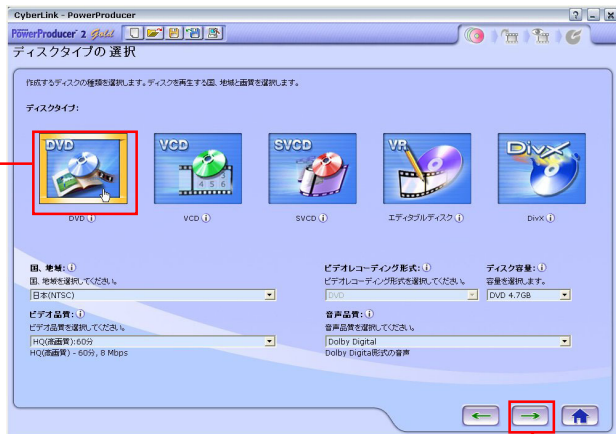 CyberLink - PowerProducer
PowerProducer 2 Gold
ディスクタイプの選択
作成するディスクの種類を選択します。ディスクを再生する国、地域と画質を選択します。
ディスクタイプ:
DVD VCD SVCD VR DivX
4 5 6
DVD VCD SVCD エディタブルディスク DivX
国、地域: ビデオレコーディング形式: ディスク容量:
国、地域を選択してください。 ビデオレコーディング形式を選択してください。 容量を選択します。
日本(NTSC) DVD DVD 4.7GB
ビデオ品質: 音声品質:
ビデオ品質を選択してください。 音声品質を選択してください。
HQ(高画質):60分 Dolby Digital
HQ(高画質) - 60分, 8 Mbps Dolby Digital形式の音声